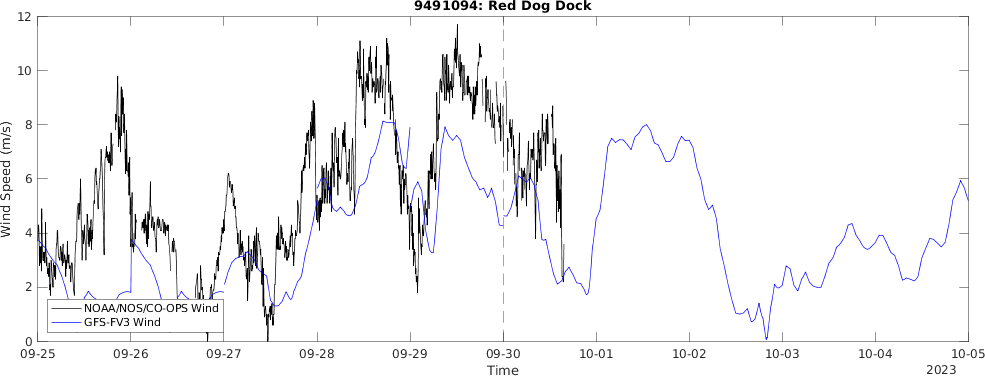 9491094: Red Dog Dock
12
10
8
6
4
2
0
Wind Speed (m/s)
NOAA/NOS/CO-OPS Wind
GFS-FV3 Wind
09-25 09-26 09-27 09-28 09-29 09-30 10-01 10-02 10-03 10-04 10-05
Time
2023